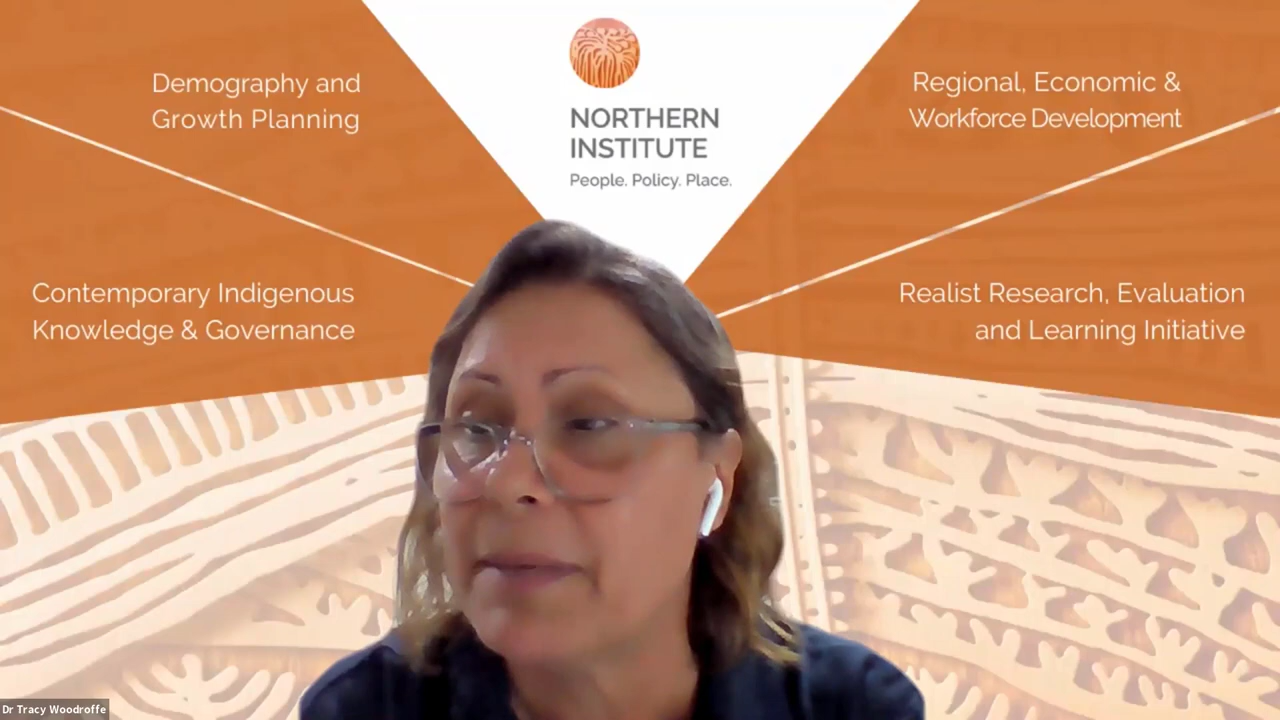 Demography and
Growth Planning
NORTHERN
INSTITUTE
People. Policy. Place.
Regional, Economic &
Workforce Development
Contemporary Indigenous
Knowledge & Governance
Realist Research, Evaluation
and Learning Initiative
Dr Tracy Woodroffe